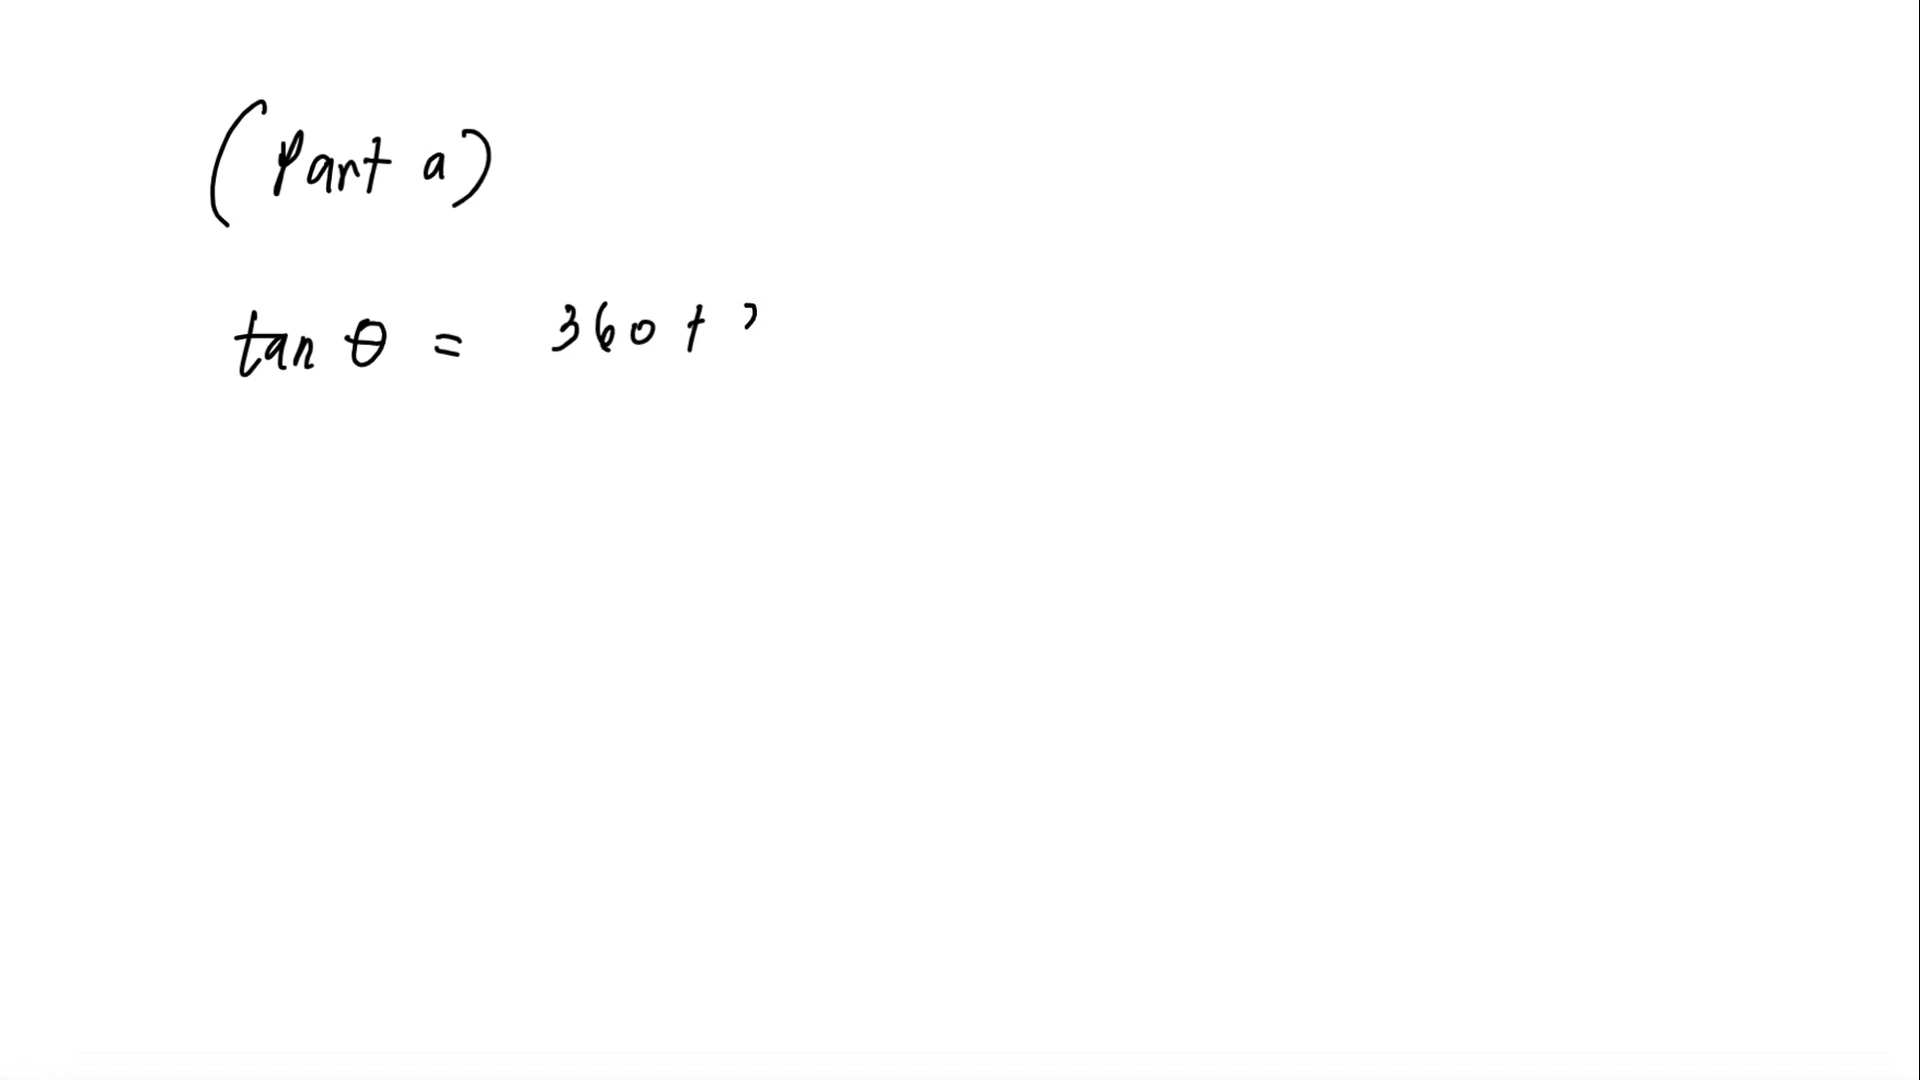 (Part a)
tan θ = 360 +